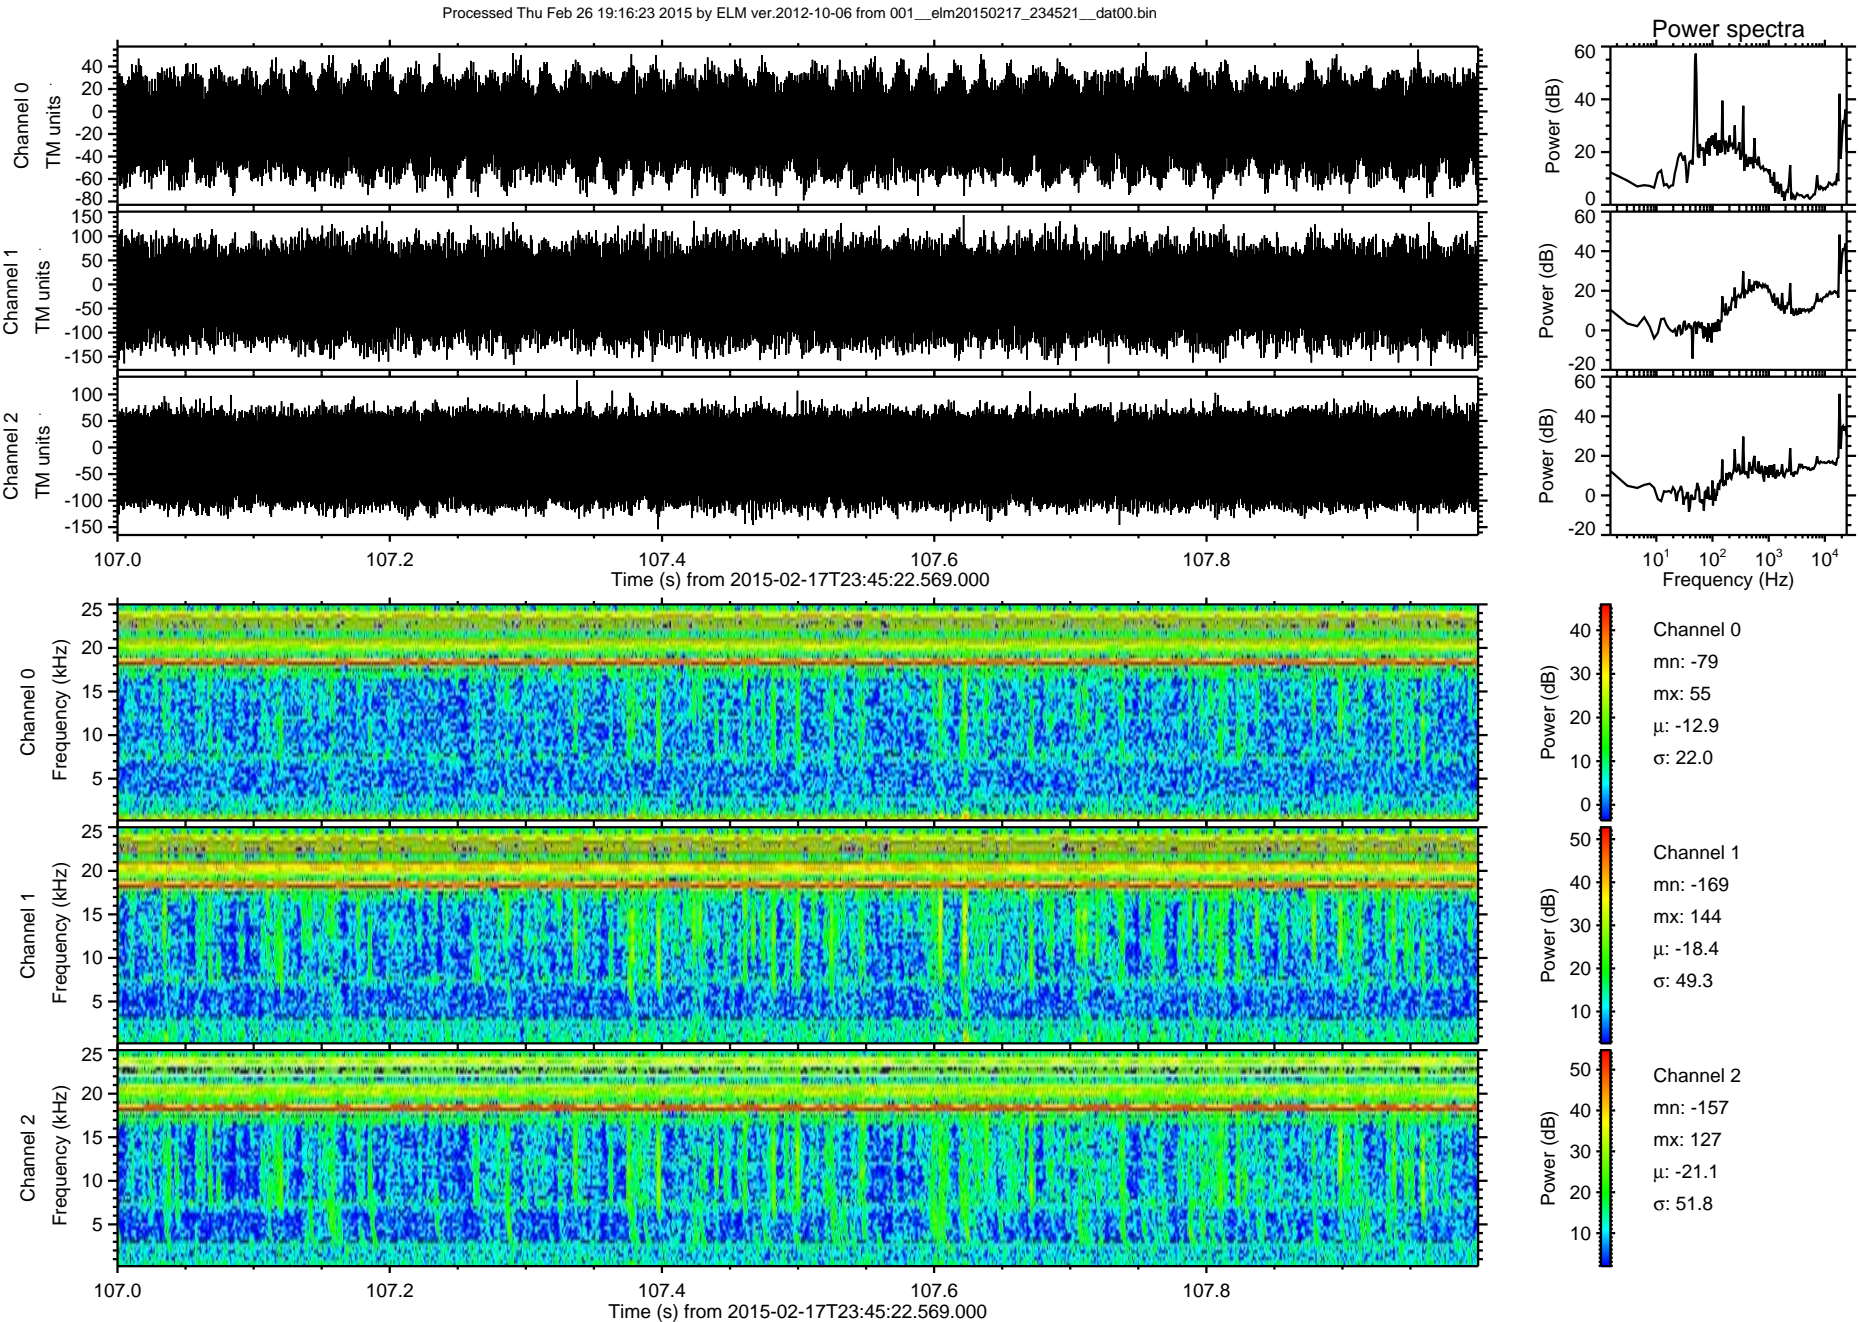 Processed Thu Feb 26 19:16:23 2015 by ELM ver.2012-10-06 from 001__elm20150217_234521__dat00.bin
Power spectra
Channel 0
TM units
40
20
0
-20
-40
-60
-80
Power (dB)
60
40
20
0
Channel 1
TM units
150
100
50
0
-50
-100
-150
Power (dB)
60
40
20
0
-20
Channel 2
TM units
100
50
0
-50
-100
-150
Power (dB)
60
40
20
0
-20
107.0 107.2 107.4 107.6 107.8
Time (s) from 2015-02-17T23:45:22.569.000
10^1 10^2 10^3 10^4
Frequency (Hz)
Channel 0
Frequency (kHz)
25
20
15
10
5
Power (dB)
40
30
20
10
0
Channel 0
mn: -79
mx: 55
μ: -12.9
σ: 22.0
Channel 1
Frequency (kHz)
25
20
15
10
5
Power (dB)
50
40
30
20
10
Channel 1
mn: -169
mx: 144
μ: -18.4
σ: 49.3
Channel 2
Frequency (kHz)
25
20
15
10
5
Power (dB)
50
40
30
20
10
Channel 2
mn: -157
mx: 127
μ: -21.1
σ: 51.8
107.0 107.2 107.4 107.6 107.8
Time (s) from 2015-02-17T23:45:22.569.000